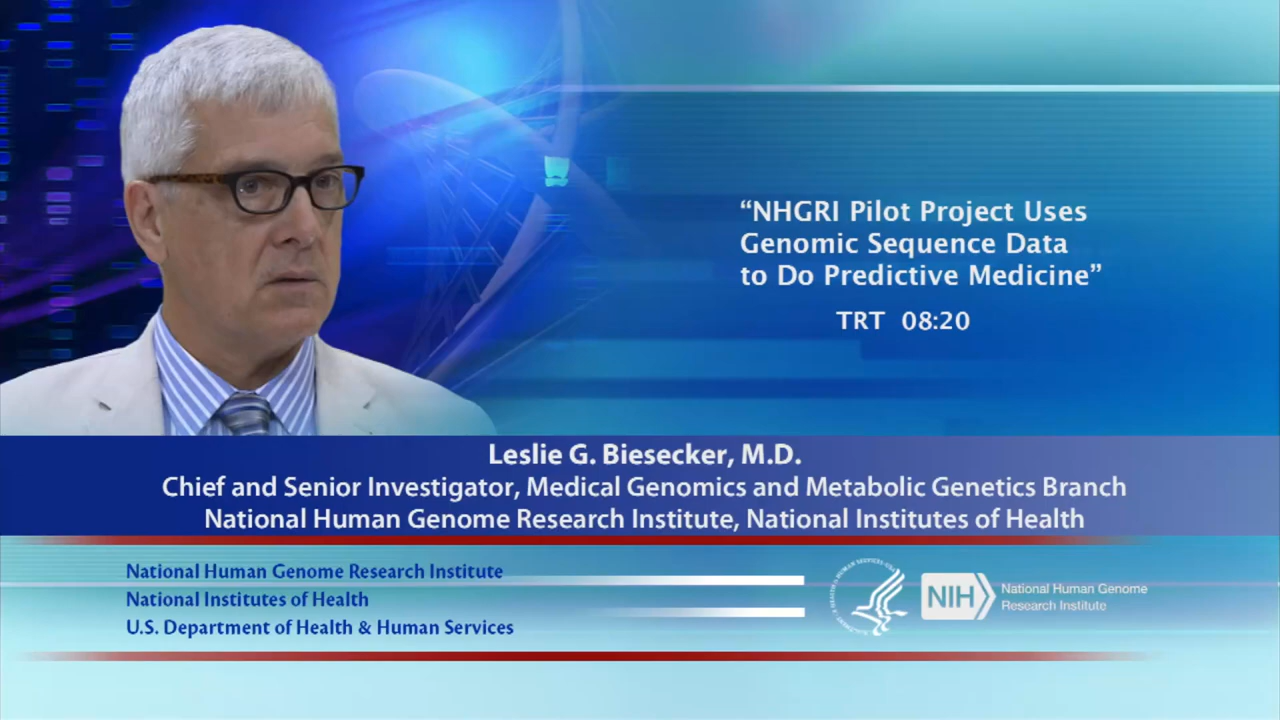 “NHGRI Pilot Project Uses
Genomic Sequence Data
to Do Predictive Medicine”
TRT 08:20
Leslie G. Biesecker, M.D.
Chief and Senior Investigator, Medical Genomics and Metabolic Genetics Branch
National Human Genome Research Institute, National Institutes of Health
National Human Genome Research Institute
National Institutes of Health
U.S. Department of Health & Human Services
NIH
National Human Genome
Research Institute